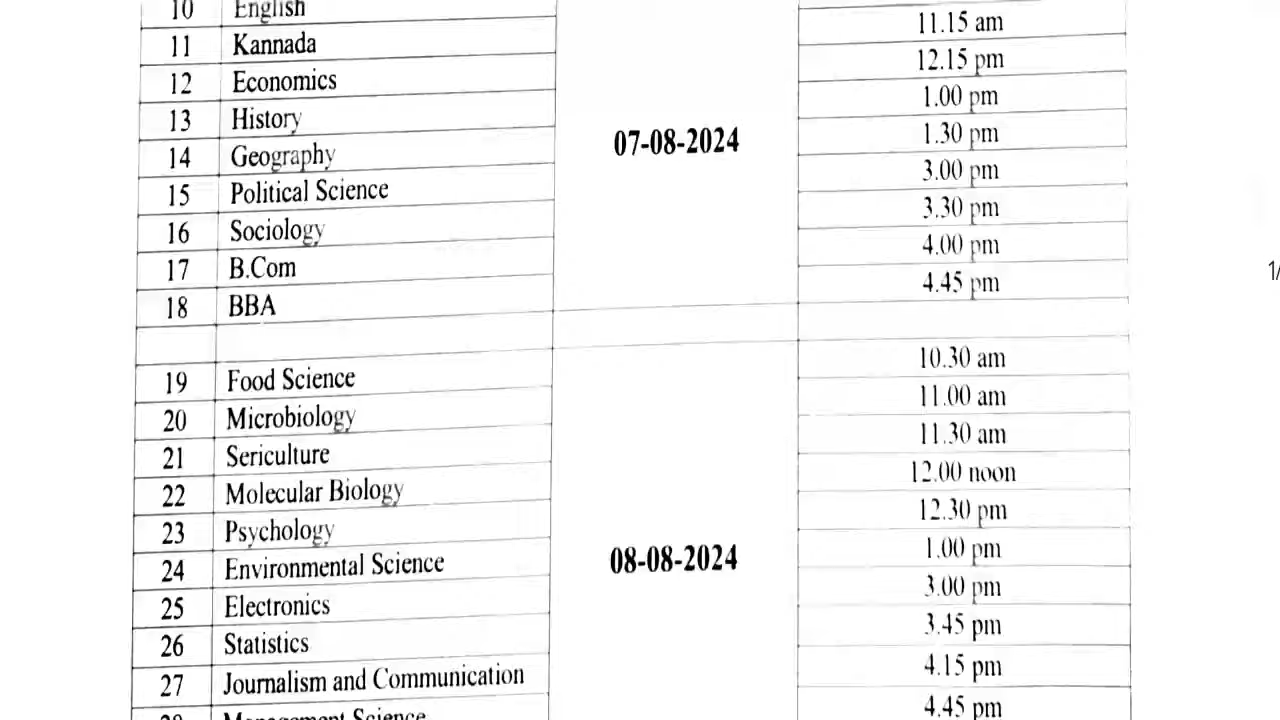 10 English
11 Kannada 11.15 am
12 Economics 12.15 pm
13 History 1.00 pm
14 Geography 07-08-2024 1.30 pm
15 Political Science 3.00 pm
16 Sociology 3.30 pm
17 B.Com 4.00 pm
18 BBA 4.45 pm
1/
19 Food Science 10.30 am
20 Microbiology 11.00 am
21 Sericulture 11.30 am
22 Molecular Biology 12.00 noon
23 Psychology 12.30 pm
24 Environmental Science 08-08-2024 1.00 pm
25 Electronics 3.00 pm
26 Statistics 3.45 pm
27 Journalism and Communication 4.15 pm
28 Management Science 4.45 pm